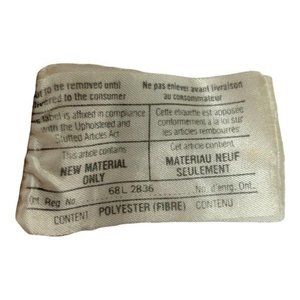 to be removed until
Ne pas enlever avant livraison
to the consumer
au consommateur
label is affixed in compliance
Cette étiquette est apposée
with the Upholstered and
conformément à la loi sur
Stuffed Articles Act
les articles rembourrés
This article contains
Cet article contient
NEW MATERIAL
MATERIAU NEUF
ONLY
SEULEMENT
Ont. Reg. No. 68L 2836 No. d'enrg. Ont.
CONTENT POLYESTER (FIBRE) CONTENU